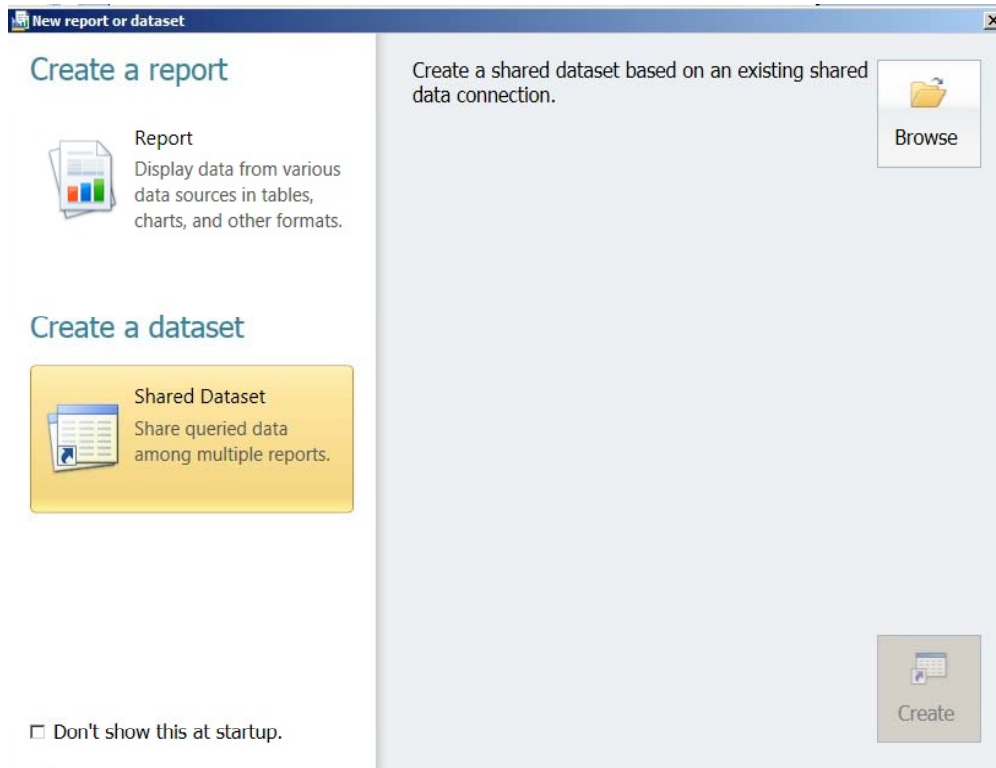 New report or dataset
Create a report
Report
Display data from various
data sources in tables,
charts, and other formats.
Create a dataset
Shared Dataset
Share queried data
among multiple reports.
Don't show this at startup.
Create a shared dataset based on an existing shared
data connection.
Browse
Create